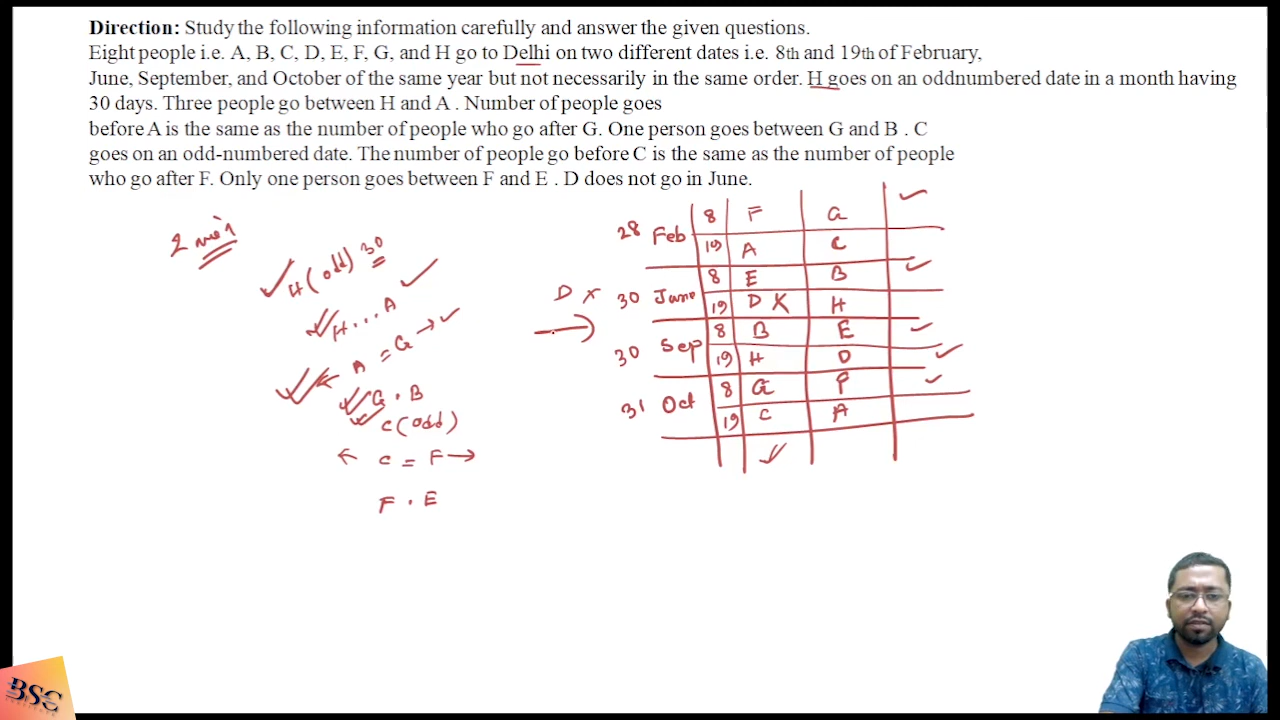 Direction: Study the following information carefully and answer the given questions.
Eight people i.e. A, B, C, D, E, F, G, and H go to Delhi on two different dates i.e. 8th and 19th of February,
June, September, and October of the same year but not necessarily in the same order. H goes on an oddnumbered date in a month having
30 days. Three people go between H and A . Number of people goes
before A is the same as the number of people who go after G. One person goes between G and B . C
goes on an odd-numbered date. The number of people go before C is the same as the number of people
who go after F. Only one person goes between F and E . D does not go in June.
2 min
H (odd) 30
H . . . A
← A = G →
G . B
C (odd)
← C = F →
F . E
D x
28 Feb 8 F G
19 A C
30 June 8 E B
19 D X H
30 Sep 8 B E
19 H D
31 Oct 8 G F
19 C A
BSC